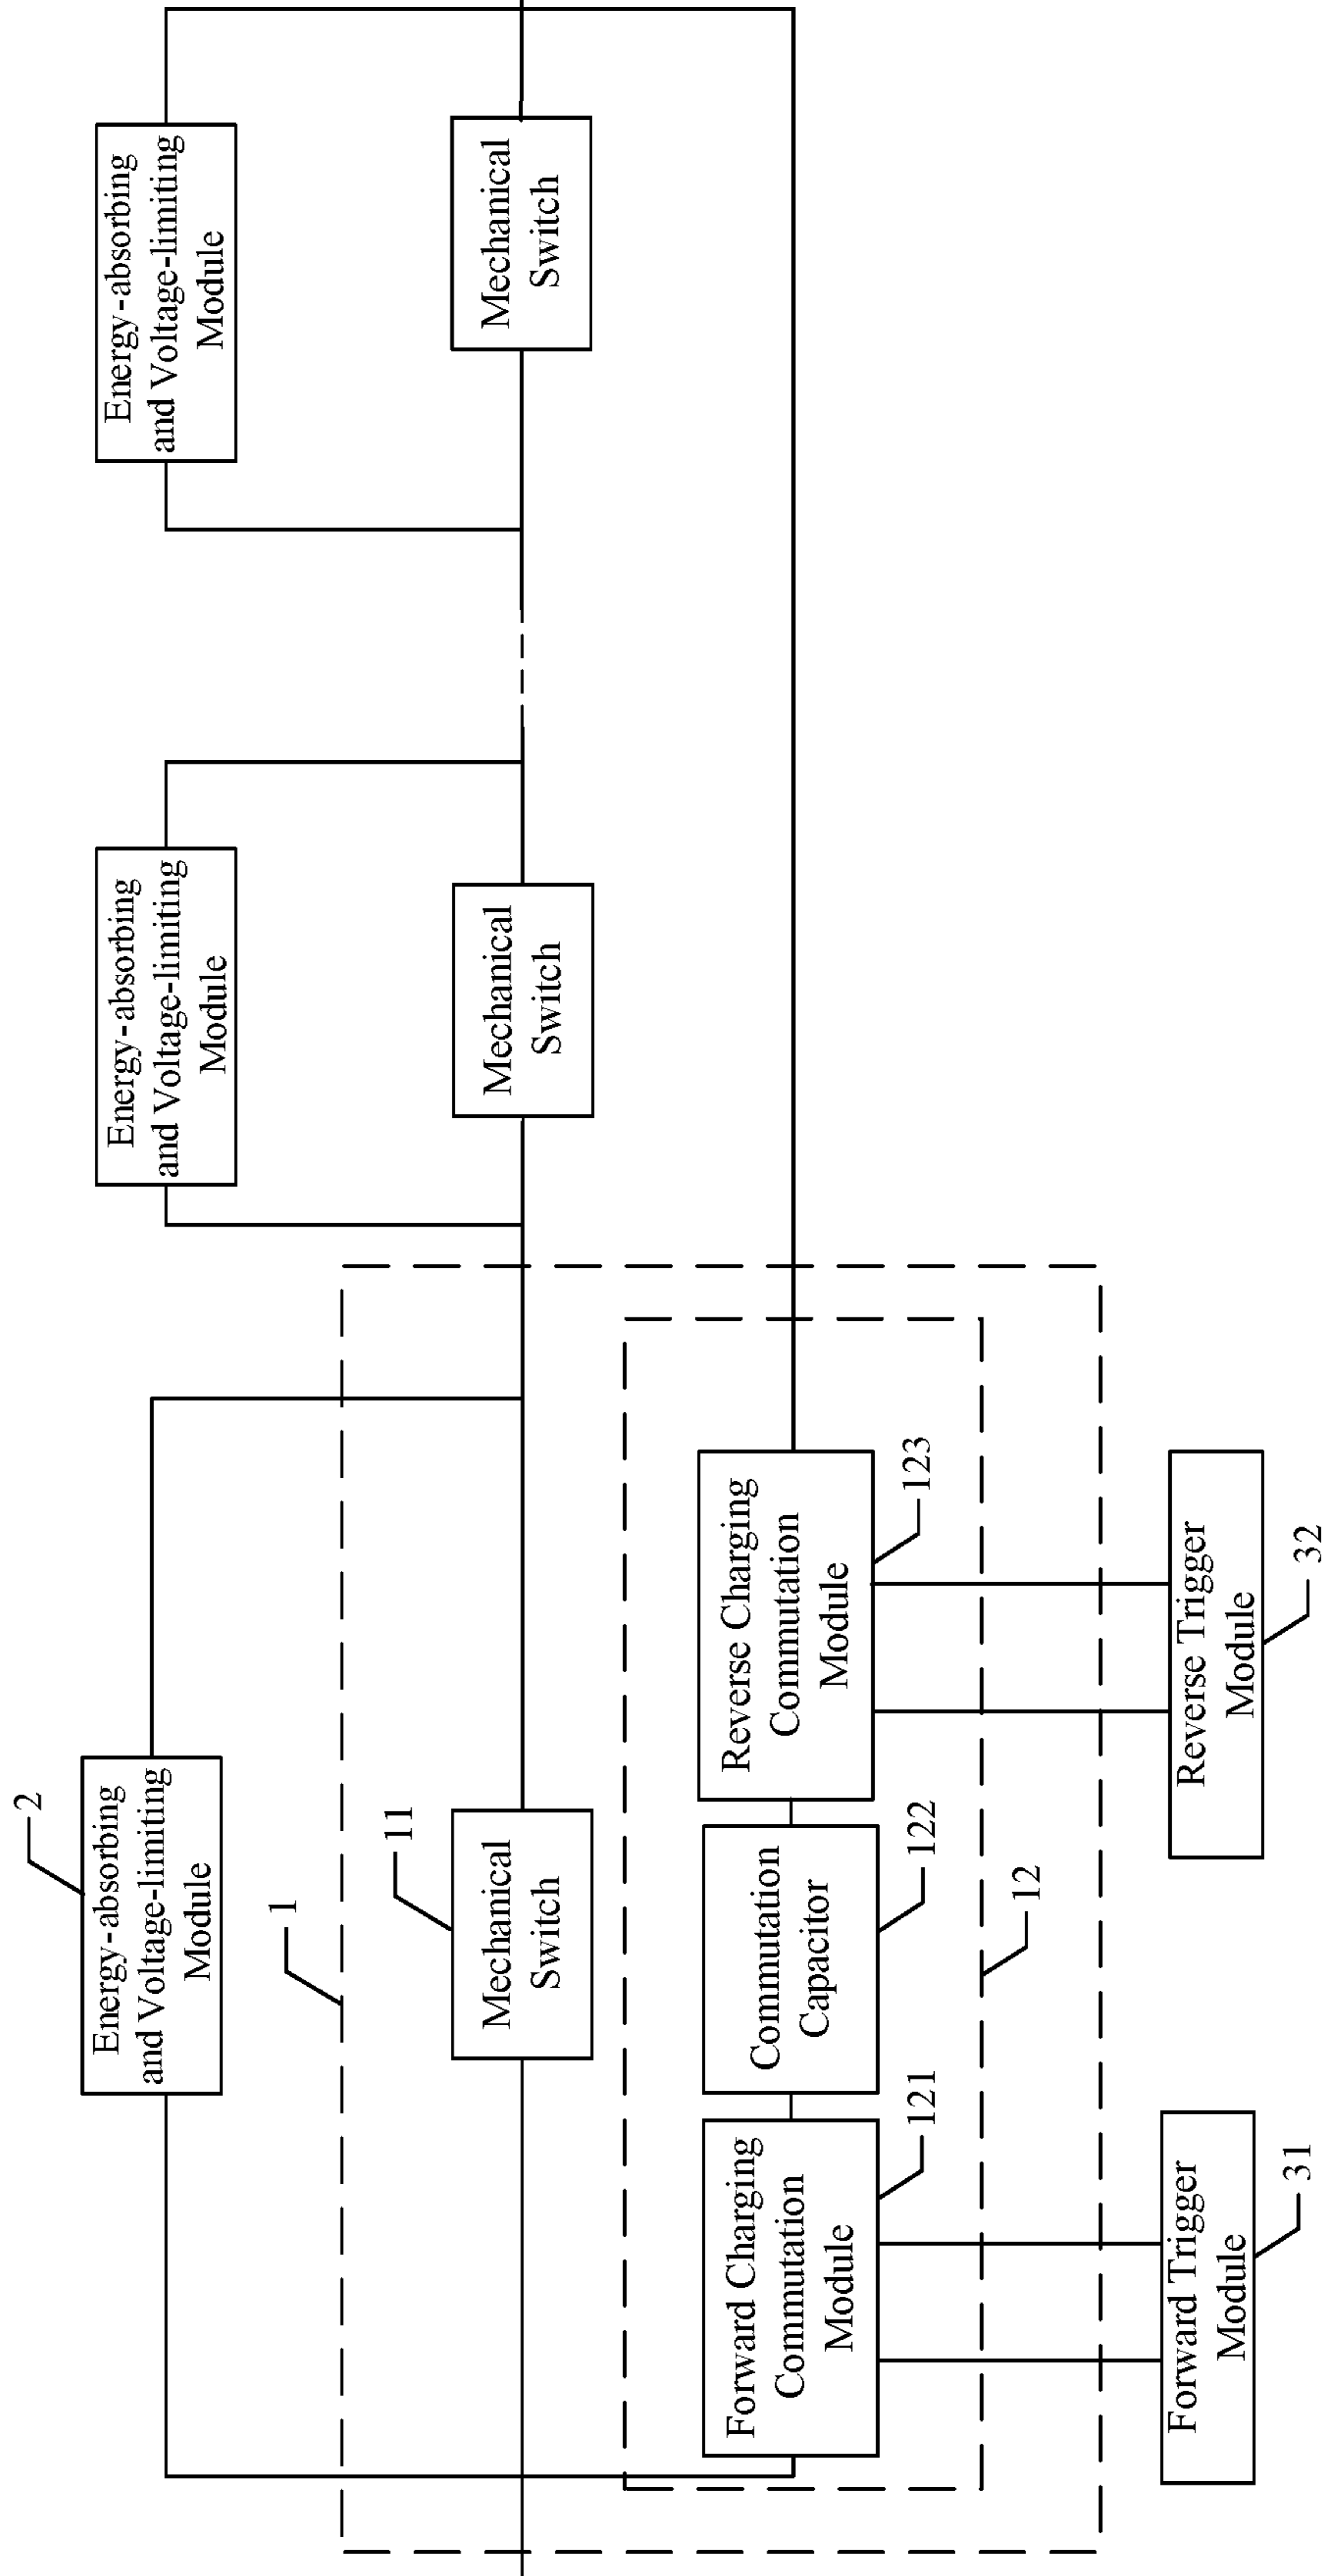 2
Energy-absorbing
and Voltage-limiting
Module
Energy-absorbing
and Voltage-limiting
Module
Energy-absorbing
and Voltage-limiting
Module
1
11
Mechanical
Switch
Mechanical
Switch
Mechanical
Switch
Forward Charging
Commutation
Module
121
Commutation
Capacitor
122
Reverse Charging
Commutation
Module
123
12
Forward Trigger
Module
31
Reverse Trigger
Module
32